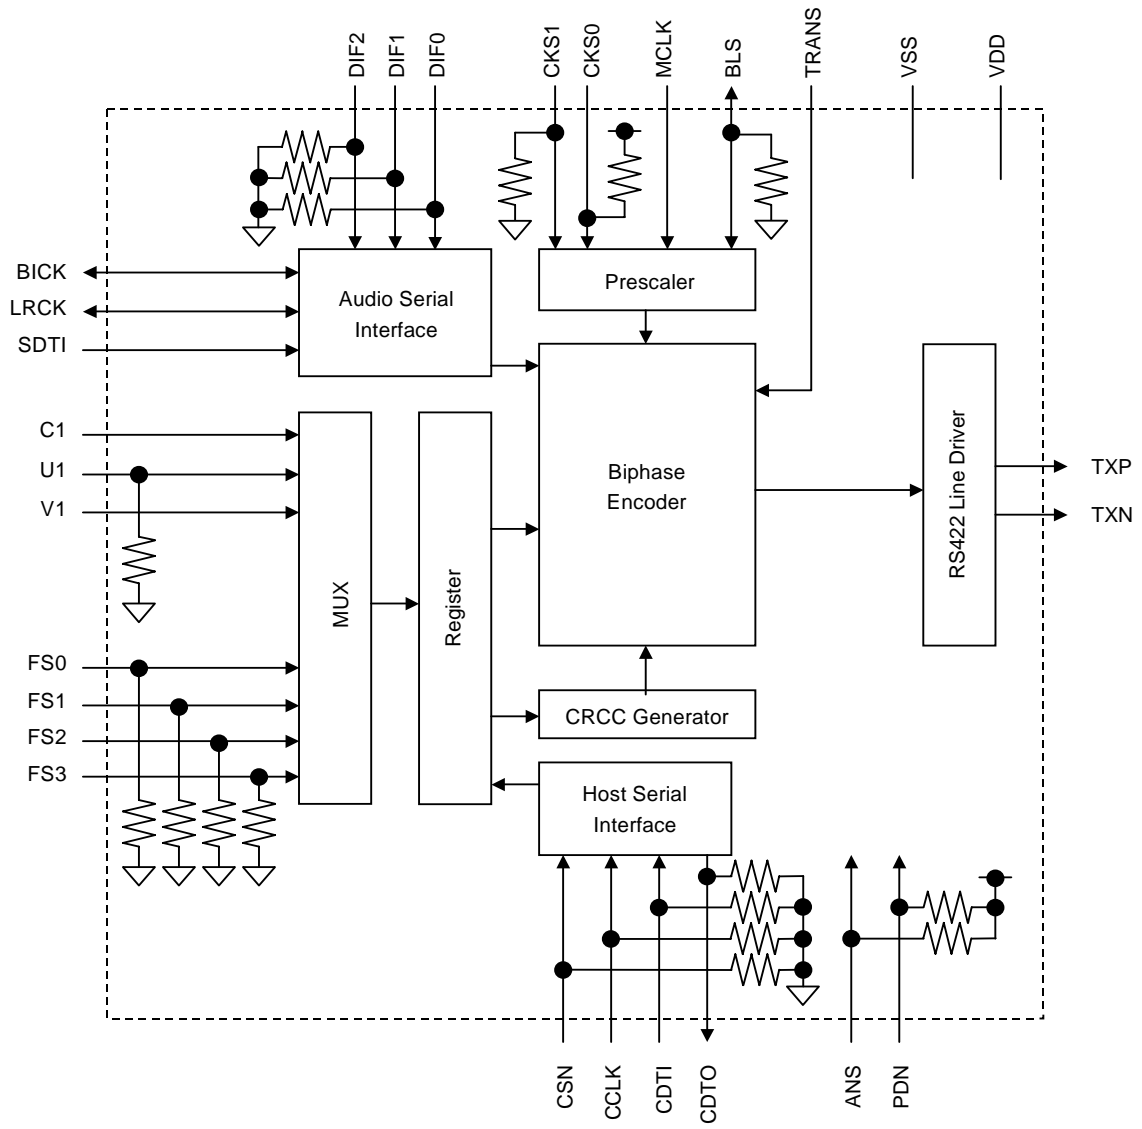 DIF2
DIF1
DIF0
CKS1
CKS0
MCLK
BLS
TRANS
VSS
VDD
BICK
LRCK
SDTI
Audio Serial
Interface
Prescaler
C1
U1
V1
Biphase
Encoder
RS422 Line Driver
TXP
TXN
MUX
Register
FS0
FS1
FS2
FS3
CRCC Generator
Host Serial
Interface
CSN
CCLK
CDTI
CDTO
ANS
PDN